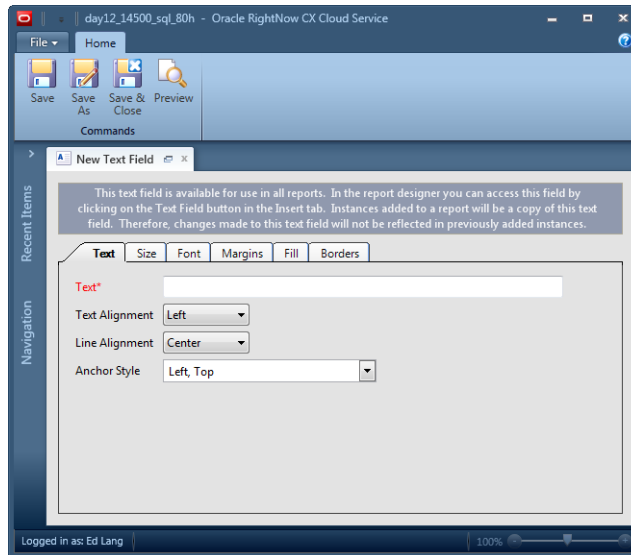 day12_14500_sql_80h - Oracle RightNow CX Cloud Service
File Home
Save Save As Save & Close Preview
Commands
New Text Field
Recent Items
Navigation
This text field is available for use in all reports. In the report designer you can access this field by
clicking on the Text Field button in the Insert tab. Instances added to a report will be a copy of this text
field. Therefore, changes made to this text field will not be reflected in previously added instances.
Text Size Font Margins Fill Borders
Text*
Text Alignment Left
Line Alignment Center
Anchor Style Left, Top
Logged in as: Ed Lang 100%